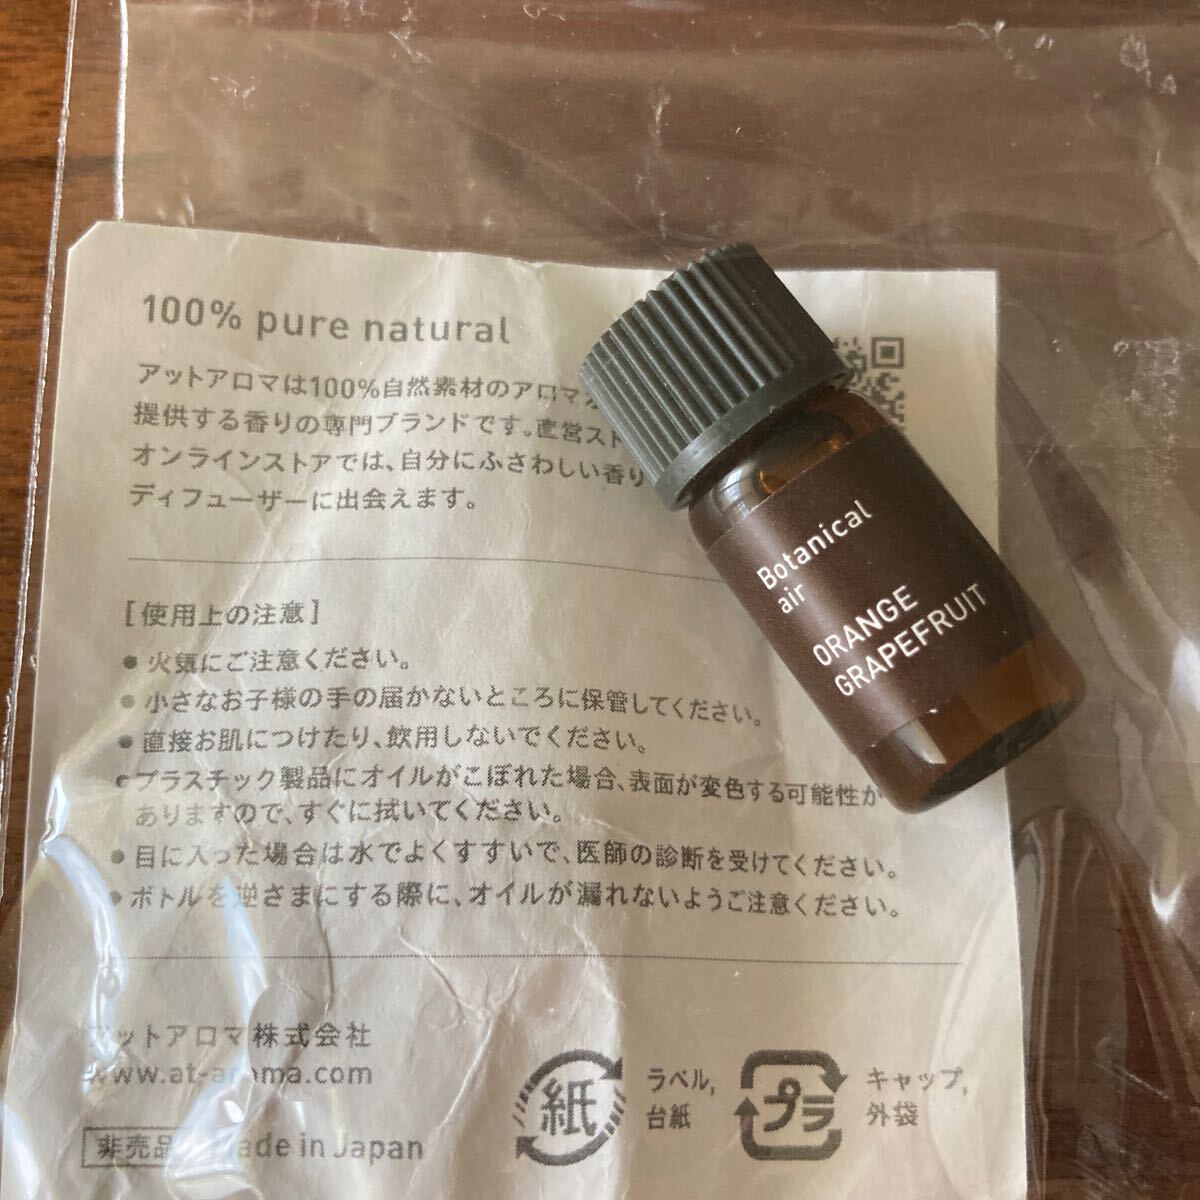 100% pure natural
アットアロマは100%自然素材のアロマ
提供する香りの専門ブランドです。直営スト
オンラインストアでは、自分にふさわしい香り
ディフューザーに出会えます。
Botanical
air
ORANGE
GRAPEFRUIT
[使用上の注意]
● 火気にご注意ください。
● 小さなお子様の手の届かないところに保管してください。
● 直接お肌につけたり、飲用しないでください。
● プラスチック製品にオイルがこぼれた場合、表面が変色する可能性が
ありますので、すぐに拭いてください。
● 目に入った場合は水でよくすすいで、医師の診断を受けてください。
● ボトルを逆さまにする際に、オイルが漏れないようご注意ください。
アットアロマ株式会社
www.at-aroma.com
非売品 Made in Japan
紙
ラベル,
台紙
プラ
キャップ,
外袋